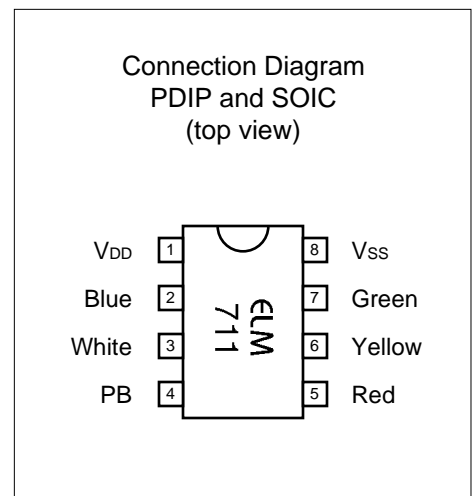 Connection Diagram
PDIP and SOIC
(top view)
VDD 1 8 VSS
Blue 2 7 Green
White 3 6 Yellow
PB 4 5 Red
ELM
711